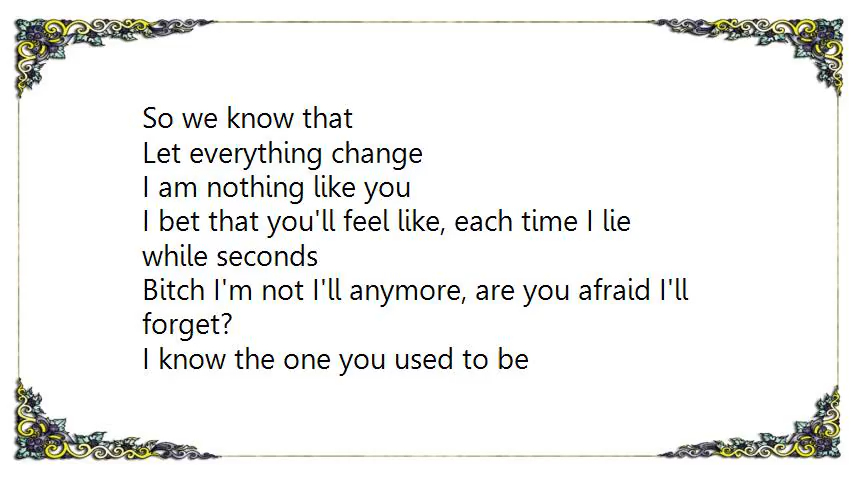 So we know that
Let everything change
I am nothing like you
I bet that you'll feel like, each time I lie
while seconds
Bitch I'm not I'll anymore, are you afraid I'll
forget?
I know the one you used to be